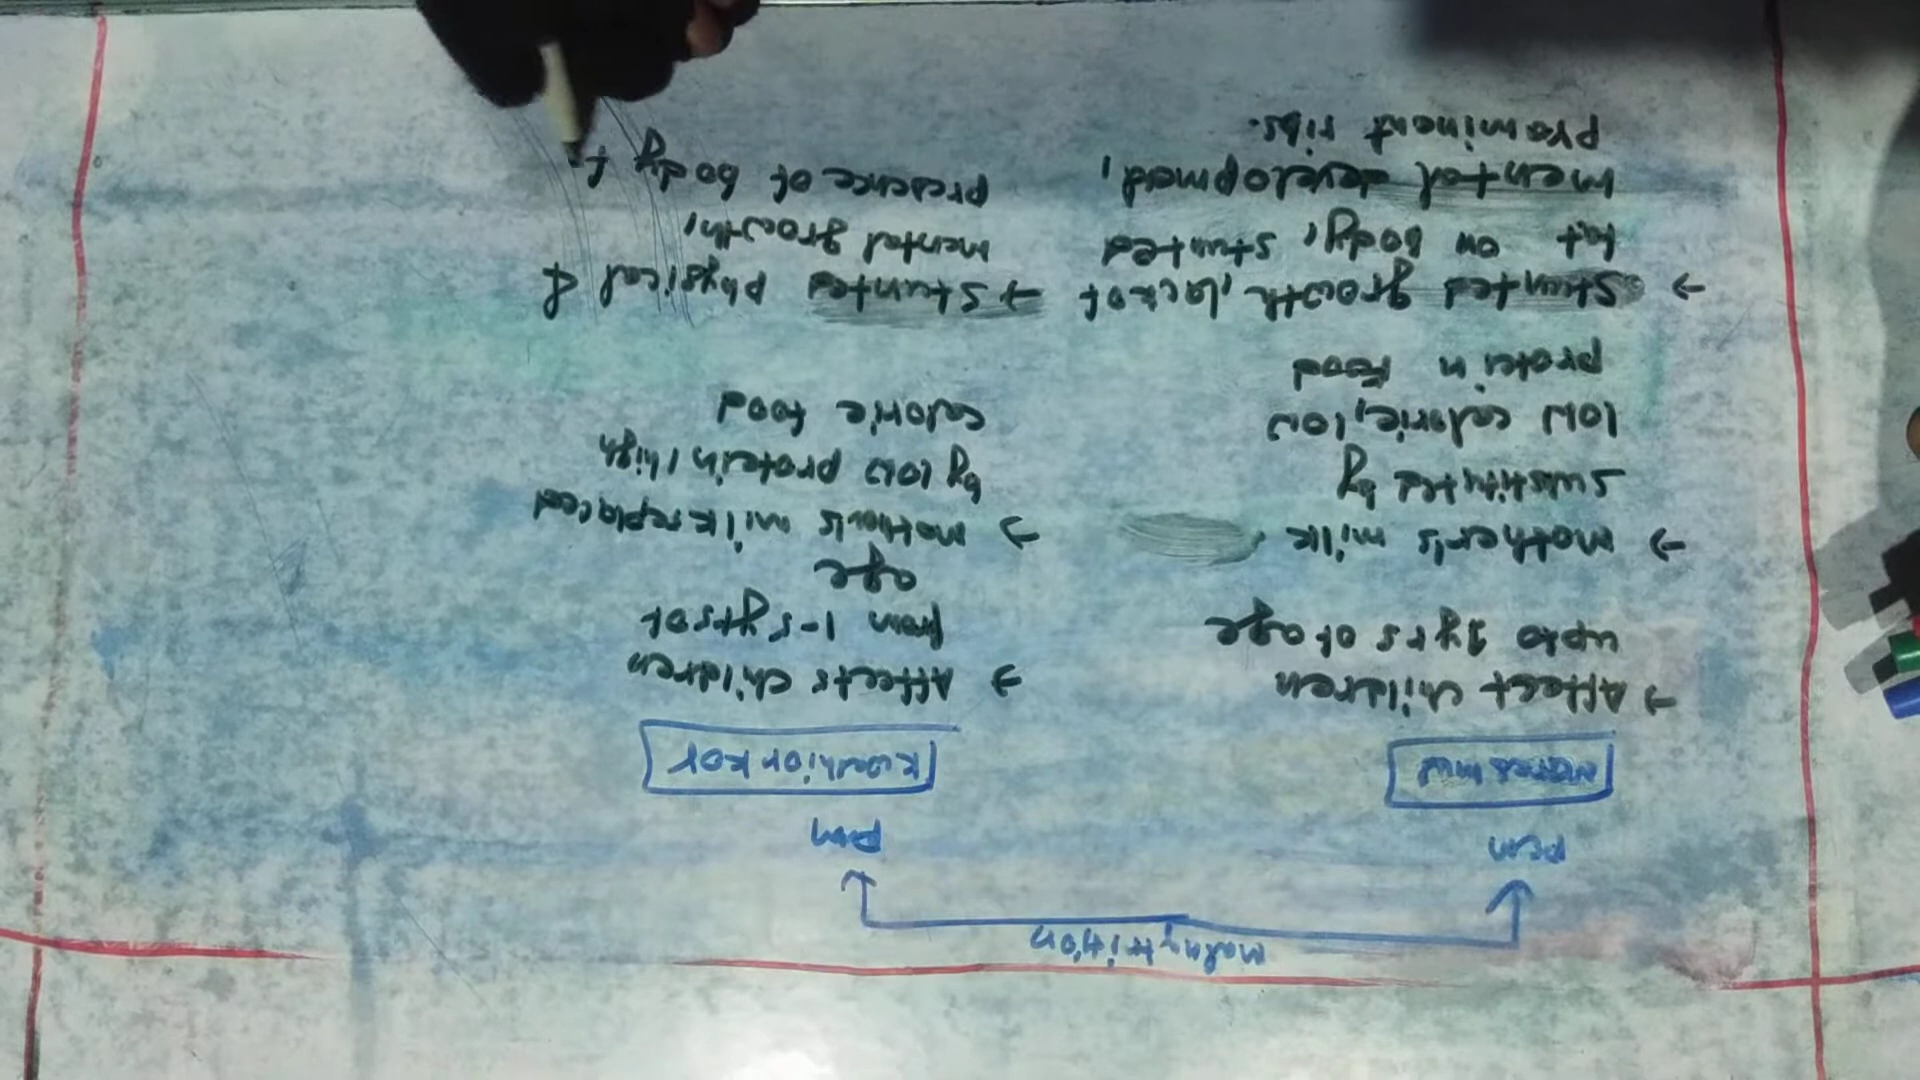 Malnutrition
PEM
Marasmus
→ Affect children
upto 1yrs of age
→ Mother's milk
substituted by
low calorie, low
protein food
→ Stunted growth, lack of
fat on body, stunted
mental development,
prominent ribs.
PEM
Kwashiorkor
→ Affects children
from 1-5 yrs of
age
→ Mother's milk replaced
by low protein, high
calorie food
→ Stunted physical &
mental growth,
presence of body f